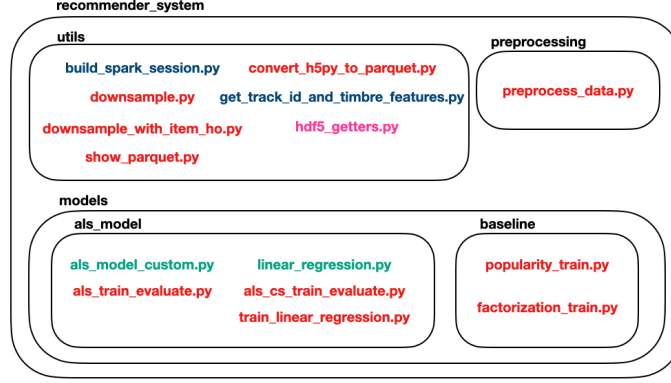 recommender_system
utils
build_spark_session.py convert_h5py_to_parquet.py
downsample.py get_track_id_and_timbre_features.py
downsample_with_item_ho.py hdf5_getters.py
show_parquet.py
preprocessing
preprocess_data.py
models
als_model
als_model_custom.py linear_regression.py
als_train_evaluate.py als_cs_train_evaluate.py
train_linear_regression.py
baseline
popularity_train.py
factorization_train.py